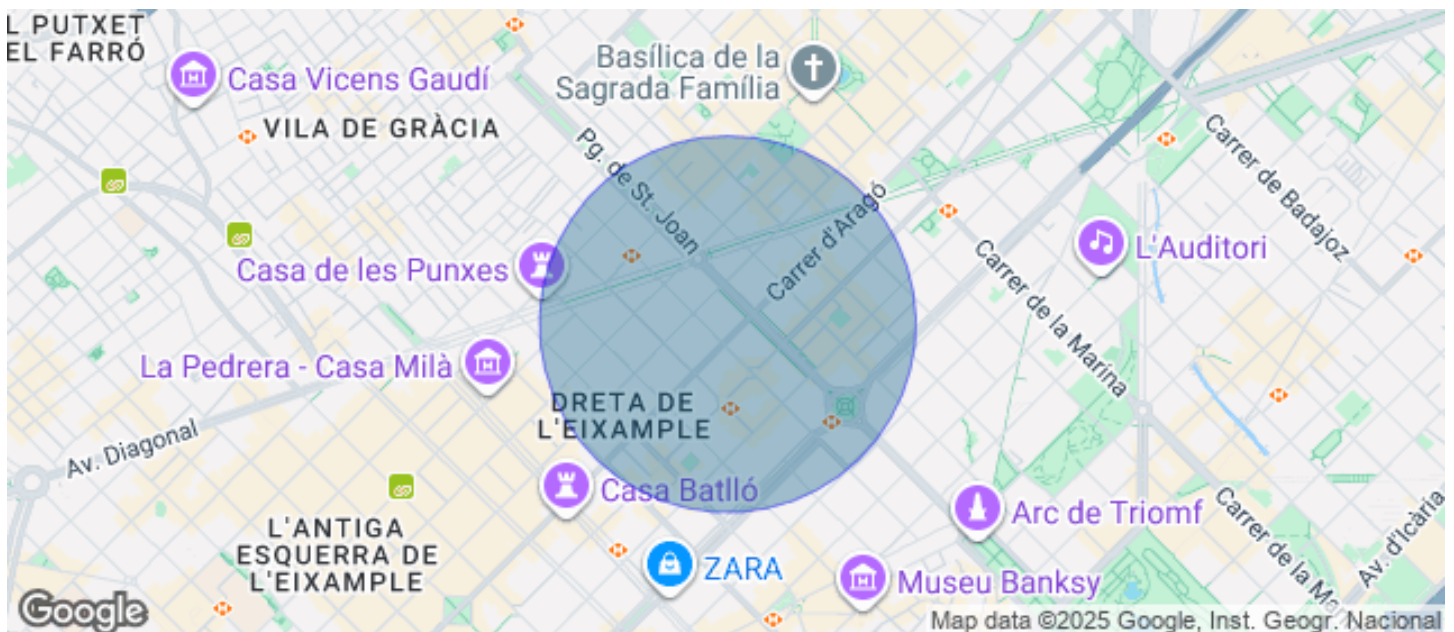 L PUTXET
EL FARRÓ
Casa Vicens Gaudí
VILA DE GRÀCIA
Basílica de la
Sagrada Família
Pg. de St. Joan
Carrer d'Aragó
Carrer de Badajoz
L'Auditori
Casa de les Punxes
Carrer de la Marina
La Pedrera - Casa Milà
DRETA DE
L'EIXAMPLE
Av. Diagonal
Casa Batlló
L'ANTIGA
ESQUERRA DE
L'EIXAMPLE
Arc de Triomf
ZARA
Museu Banksy
Carrer de la Ma
Av. d'Icària
Google
Map data ©2025 Google, Inst. Geogr. Nacional